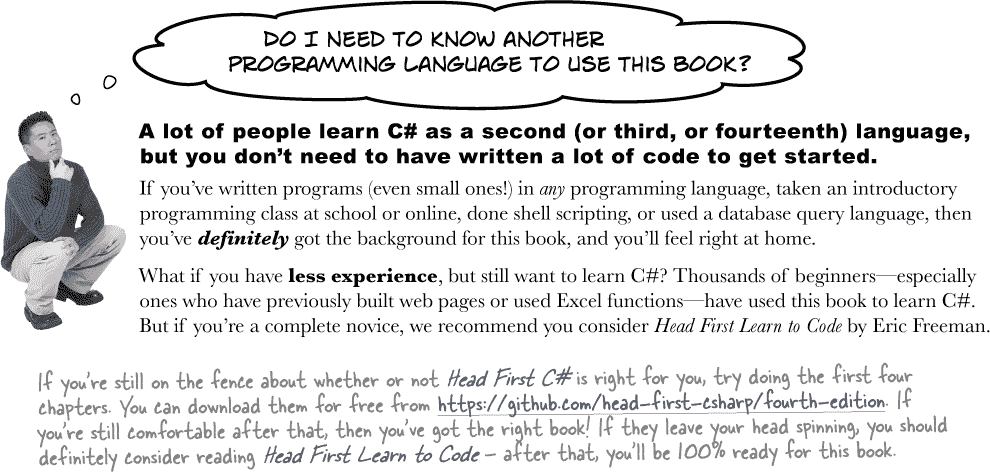 DO I NEED TO KNOW ANOTHER
PROGRAMMING LANGUAGE TO USE THIS BOOK?
A lot of people learn C# as a second (or third, or fourteenth) language,
but you don’t need to have written a lot of code to get started.
If you’ve written programs (even small ones!) in any programming language, taken an introductory
programming class at school or online, done shell scripting, or used a database query language, then
you’ve definitely got the background for this book, and you’ll feel right at home.
What if you have less experience, but still want to learn C#? Thousands of beginners—especially
ones who have previously built web pages or used Excel functions—have used this book to learn C#.
But if you’re a complete novice, we recommend you consider Head First Learn to Code by Eric Freeman.
If you’re still on the fence about whether or not Head First C# is right for you, try doing the first four
chapters. You can download them for free from https://github.com/head-first-csharp/fourth-edition. If
you’re still comfortable after that, then you’ve got the right book! If they leave your head spinning, you should
definitely consider reading Head First Learn to Code – after that, you’ll be 100% ready for this book.